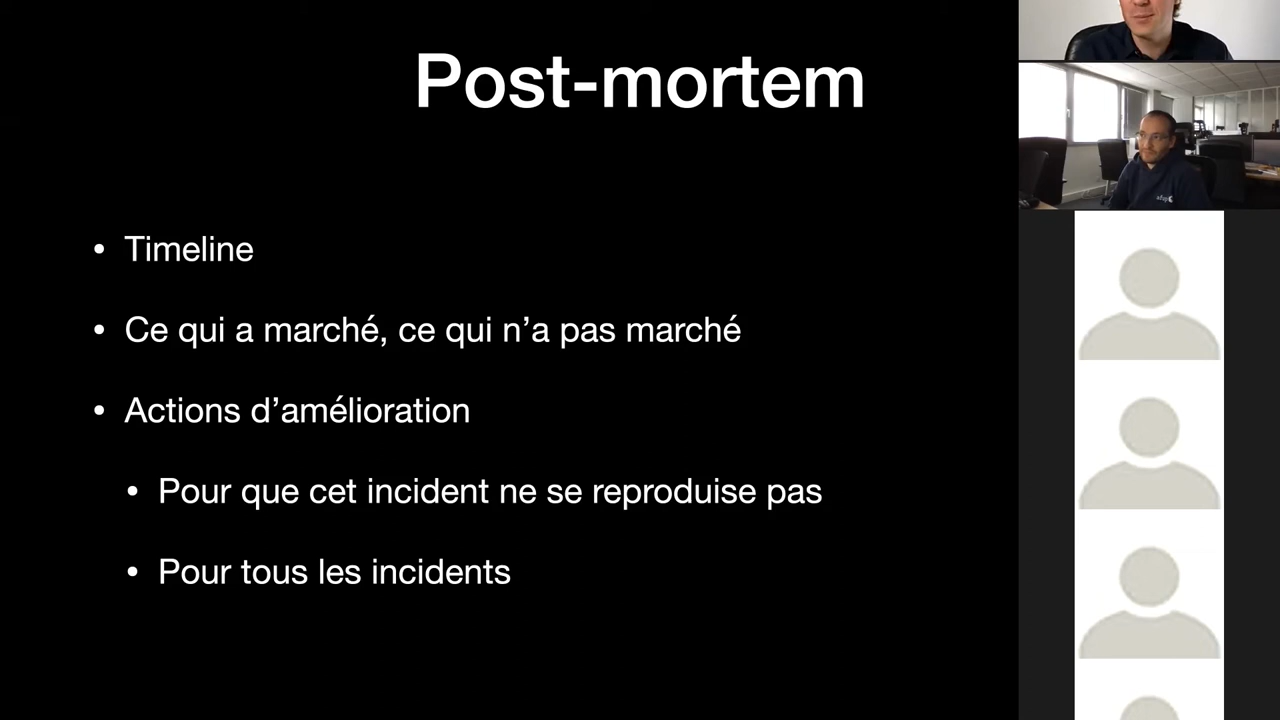 Post-mortem
• Timeline
• Ce qui a marché, ce qui n’a pas marché
• Actions d’amélioration
• Pour que cet incident ne se reproduise pas
• Pour tous les incidents